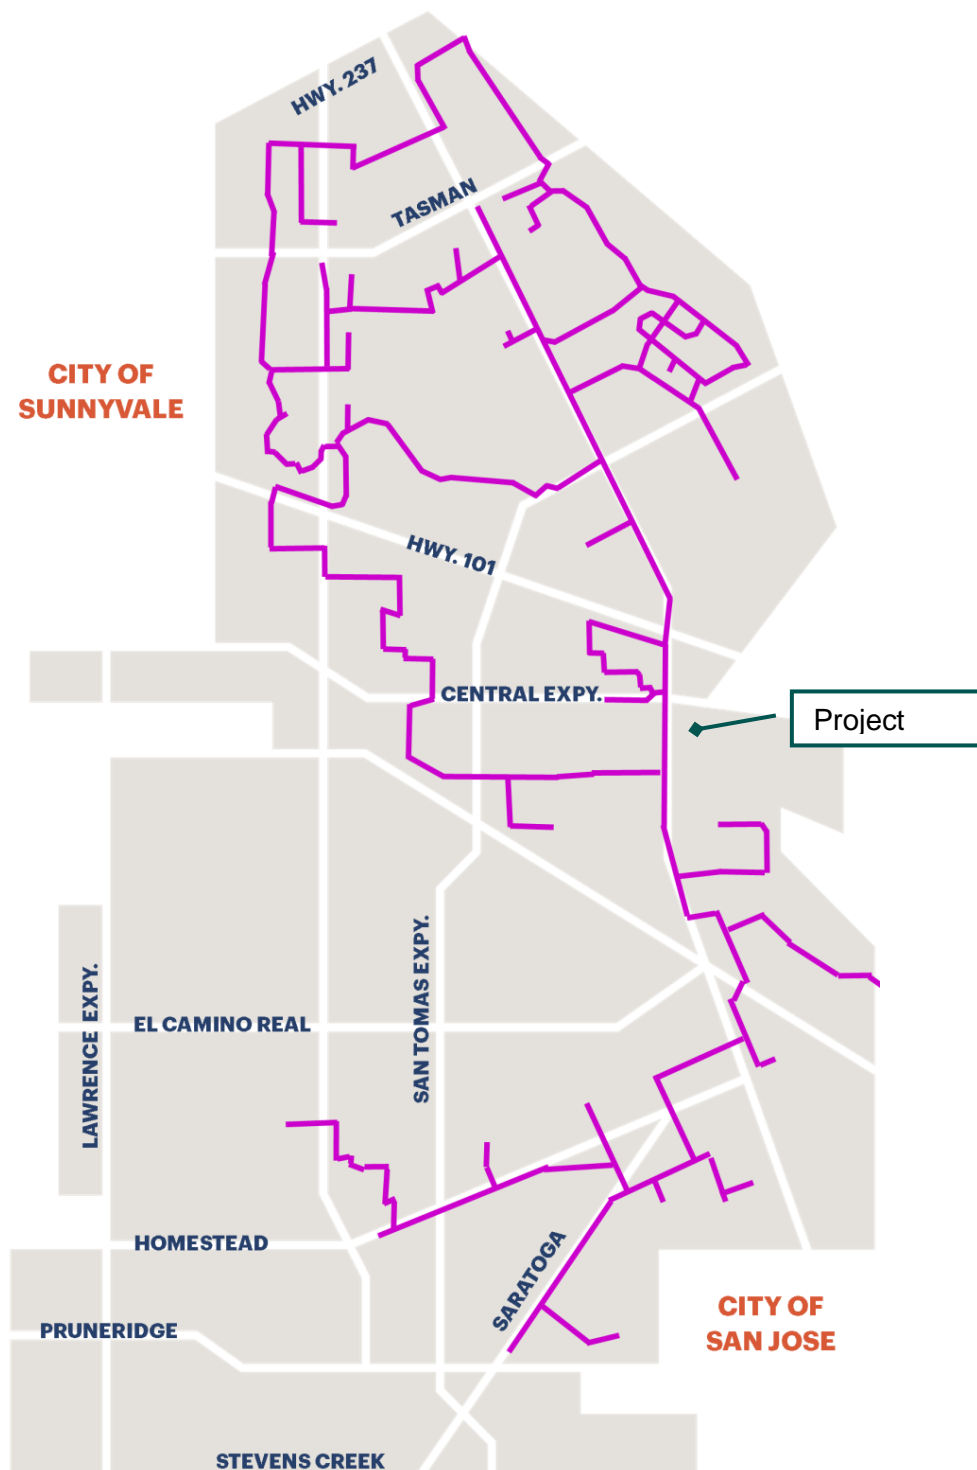 HWY. 237
TASMAN
CITY OF
SUNNYVALE
HWY. 101
CENTRAL EXPY.
Project
LAWRENCE EXPY.
SAN TOMAS EXPY.
EL CAMINO REAL
HOMESTEAD
SARATOGA
PRUNERIDGE
CITY OF
SAN JOSE
STEVENS CREEK